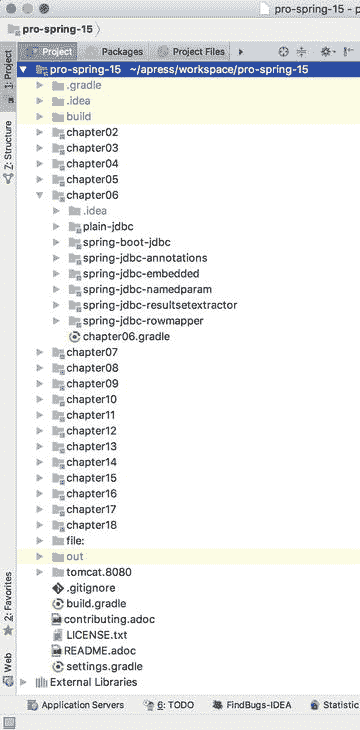 pro-spring-15 - [~/apress/workspace/p
pro-spring-15
Project Packages Project Files
pro-spring-15 ~/apress/workspace/pro-spring-15
.gradle
.idea
build
chapter02
chapter03
chapter04
chapter05
chapter06
.idea
plain-jdbc
spring-boot-jdbc
spring-jdbc-annotations
spring-jdbc-embedded
spring-jdbc-namedparam
spring-jdbc-resultsetextractor
spring-jdbc-rowmapper
chapter06.gradle
chapter07
chapter08
chapter09
chapter10
chapter11
chapter12
chapter13
chapter14
chapter15
chapter16
chapter17
chapter18
file:
out
tomcat.8080
.gitignore
build.gradle
contributing.adoc
LICENSE.txt
README.adoc
settings.gradle
External Libraries
1: Project
7: Structure
2: Favorites
Web
Application Servers 6: TODO FindBugs-IDEA Statistic